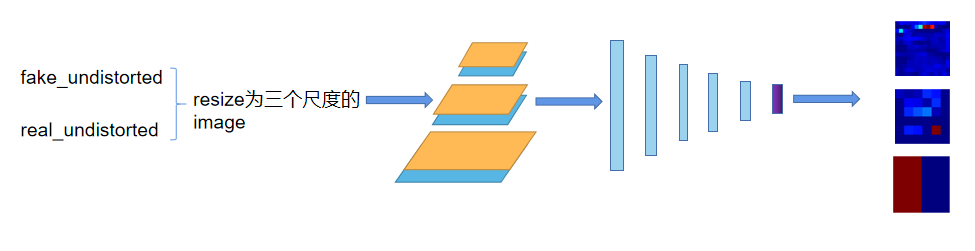 fake_undistorted
real_undistorted
resize为三个尺度的
image